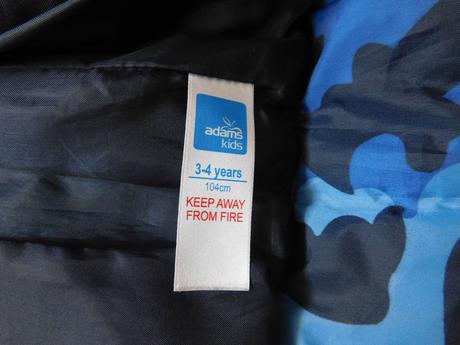 adams
kids
3-4 years
104cm
KEEP AWAY
FROM FIRE